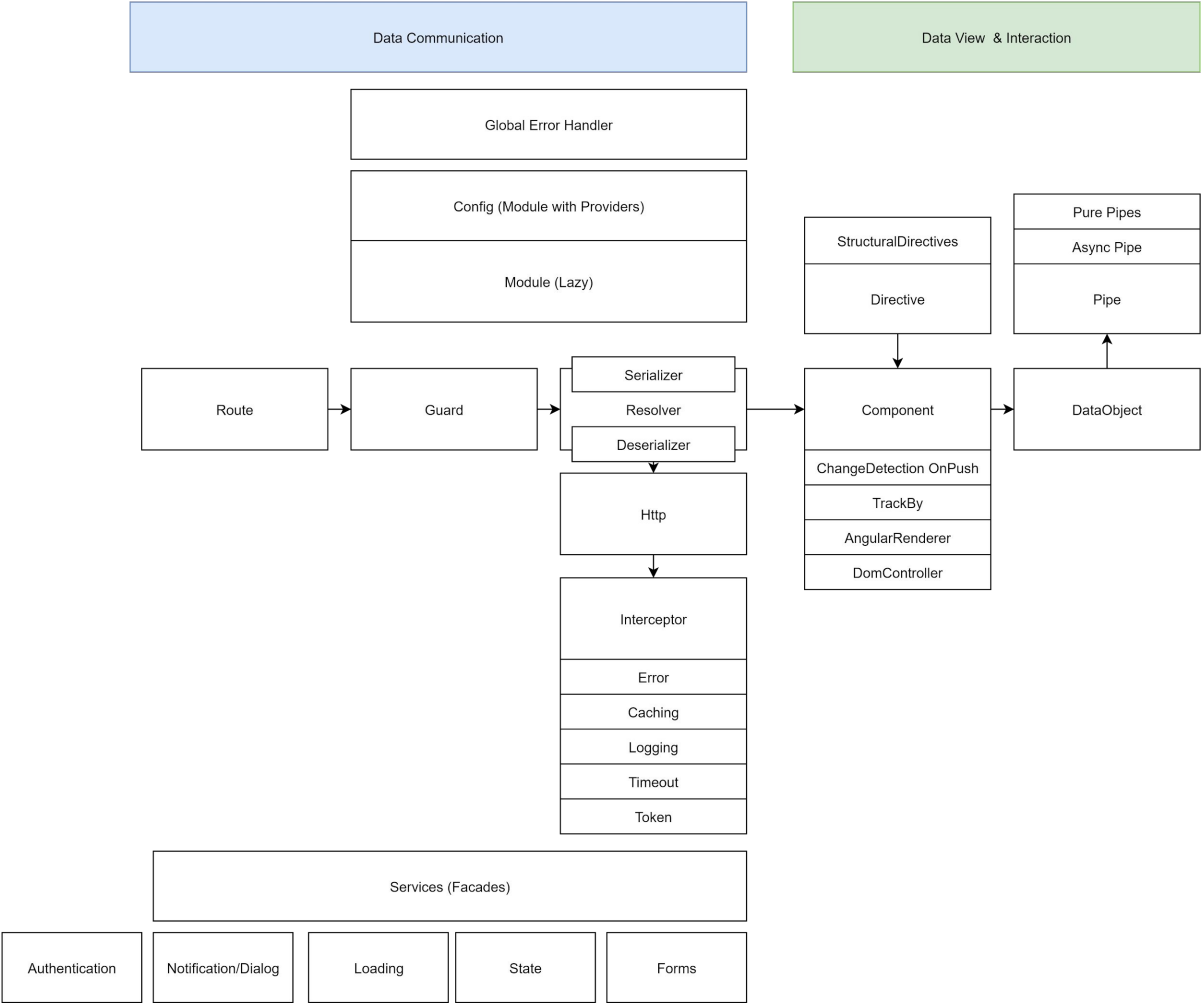 Data Communication
Data View & Interaction
Global Error Handler
Config (Module with Providers)
Module (Lazy)
StructuralDirectives
Directive
Pure Pipes
Async Pipe
Pipe
Route
Guard
Serializer
Resolver
Deserializer
Component
DataObject
ChangeDetection OnPush
TrackBy
AngularRenderer
DomController
Http
Interceptor
Error
Caching
Logging
Timeout
Token
Services (Facades)
Authentication
Notification/Dialog
Loading
State
Forms